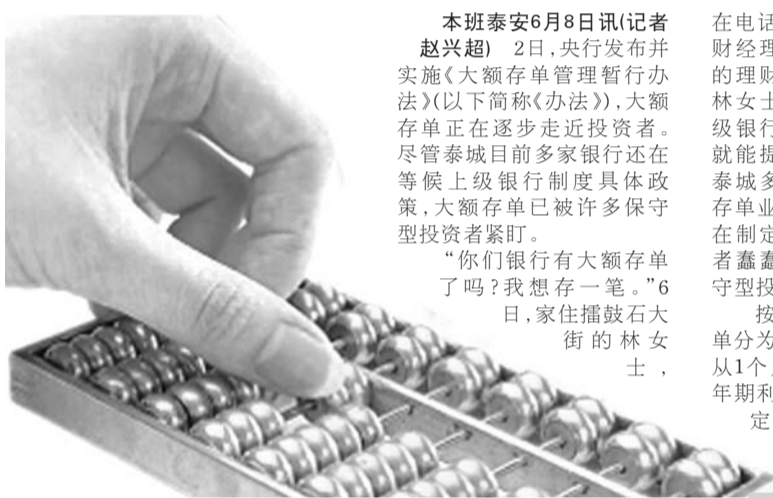 本班泰安6月8日讯(记者
赵兴超) 2日,央行发布并
实施《大额存单管理暂行办
法》(以下简称《办法》),大额
存单正在逐步走近投资者。
尽管泰城目前多家银行还在
等候上级银行制度具体政
策,大额存单已被许多保守
型投资者紧盯。
“你们银行有大额存单
了吗?我想存一笔。”6
日,家住擂鼓石大
街的林女
士,
在电话
财经理
的理财
林女士
级银行
就能提
泰城多
存单业
在制定
者蠢蠢
守型投
按
单分为
从1个
年期利
定